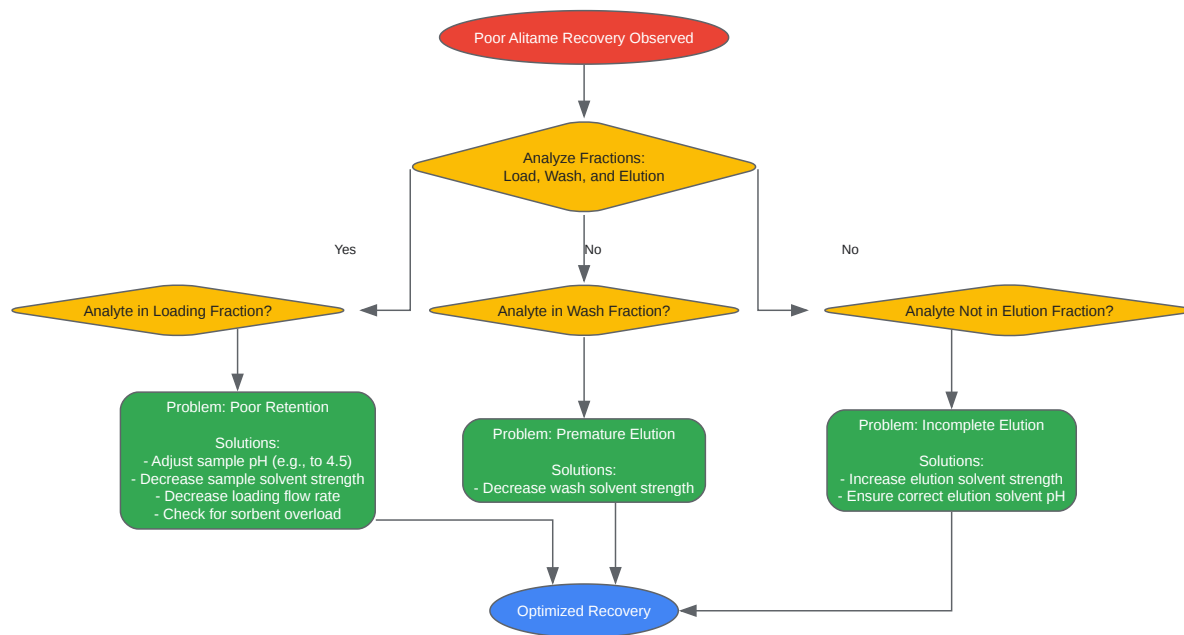 Poor Alitame Recovery Observed
Analyze Fractions:
Load, Wash, and Elution
Yes
No
No
Analyte in Loading Fraction?
Analyte in Wash Fraction?
Analyte Not in Elution Fraction?
Problem: Poor Retention
Solutions:
- Adjust sample pH (e.g., to 4.5)
- Decrease sample solvent strength
- Decrease loading flow rate
- Check for sorbent overload
Problem: Premature Elution
Solutions:
- Decrease wash solvent strength
Problem: Incomplete Elution
Solutions:
- Increase elution solvent strength
- Ensure correct elution solvent pH
Optimized Recovery